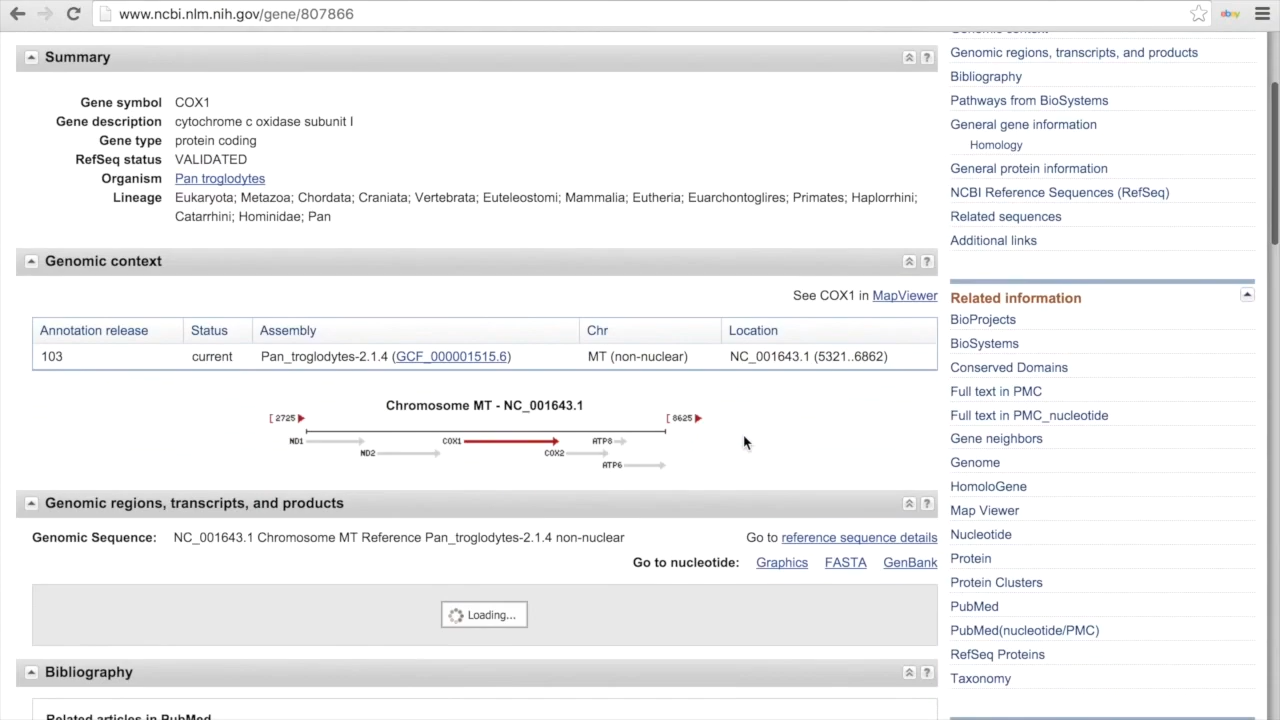 www.ncbi.nlm.nih.gov/gene/807866
ebay
Summary
Gene symbol COX1
Gene description cytochrome c oxidase subunit I
Gene type protein coding
RefSeq status VALIDATED
Organism Pan troglodytes
Lineage Eukaryota; Metazoa; Chordata; Craniata; Vertebrata; Euteleostomi; Mammalia; Eutheria; Euarchontoglires; Primates; Haplorrhini;
Catarrhini; Hominidae; Pan
Genomic context
See COX1 in MapViewer
Annotation release Status Assembly Chr Location
103 current Pan_troglodytes-2.1.4 (GCF_000001515.6) MT (non-nuclear) NC_001643.1 (5321..6862)
Chromosome MT - NC_001643.1
[ 2725 [ 8625
ND1 COX1 ATP8
ND2 COX2
ATP6
Genomic regions, transcripts, and products
Genomic Sequence: NC_001643.1 Chromosome MT Reference Pan_troglodytes-2.1.4 non-nuclear Go to reference sequence details
Go to nucleotide: Graphics FASTA GenBank
Loading...
Bibliography
Related articles in PubMed
Genomic context
Genomic regions, transcripts, and products
Bibliography
Pathways from BioSystems
General gene information
Homology
General protein information
NCBI Reference Sequences (RefSeq)
Related sequences
Additional links
Related information
BioProjects
BioSystems
Conserved Domains
Full text in PMC
Full text in PMC_nucleotide
Gene neighbors
Genome
HomoloGene
Map Viewer
Nucleotide
Protein
Protein Clusters
PubMed
PubMed(nucleotide/PMC)
RefSeq Proteins
Taxonomy